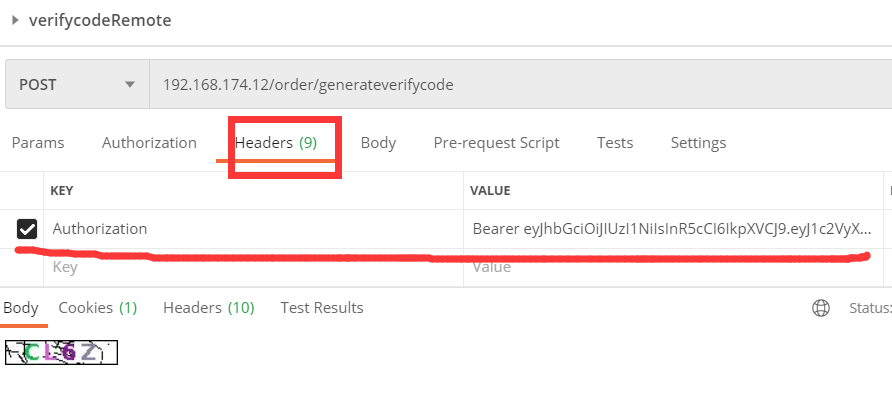 verifycodeRemote
POST 192.168.174.12/order/generateverifycode
Params Authorization Headers (9) Body Pre-request Script Tests Settings
KEY VALUE
Authorization Bearer eyJhbGciOiJIUzI1NiIsInR5cCI6IkpXVCJ9.eyJ1c2VyX...
Key Value
Body Cookies (1) Headers (10) Test Results Status:
CL6Z